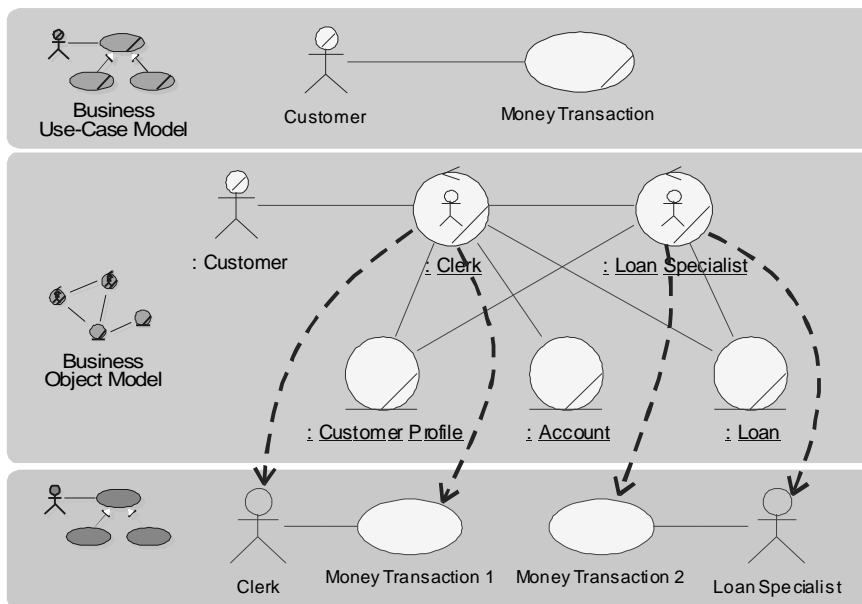 Business
Use-Case Model
Customer
Money Transaction
: Customer
: Clerk
: Loan Specialist
Business
Object Model
: Customer Profile
: Account
: Loan
Clerk
Money Transaction 1
Money Transaction 2
Loan Specialist